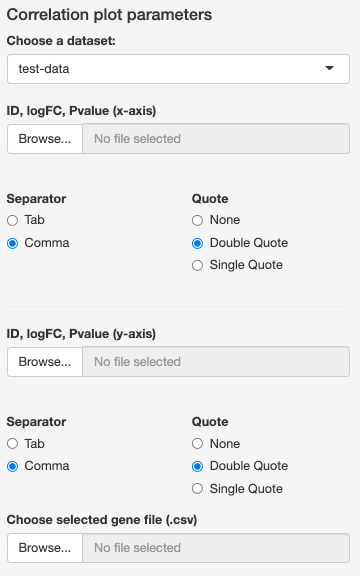 Correlation plot parameters
Choose a dataset:
test-data
ID, logFC, Pvalue (x-axis)
Browse... No file selected
Separator Quote
Tab None
Comma Double Quote
Single Quote
ID, logFC, Pvalue (y-axis)
Browse... No file selected
Separator Quote
Tab None
Comma Double Quote
Single Quote
Choose selected gene file (.csv)
Browse... No file selected